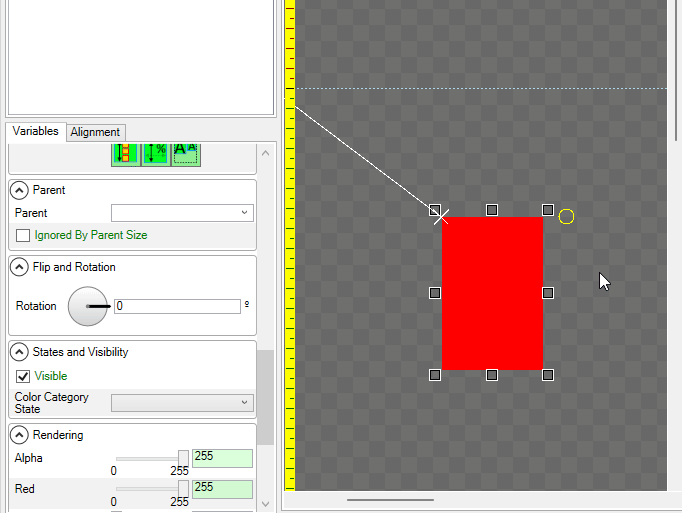 Variables Alignment
%
A A
Parent
Parent
Ignored By Parent Size
Flip and Rotation
Rotation 0 º
States and Visibility
Visible
Color Category
State
Rendering
Alpha 255
0 255
Red 255
0 255